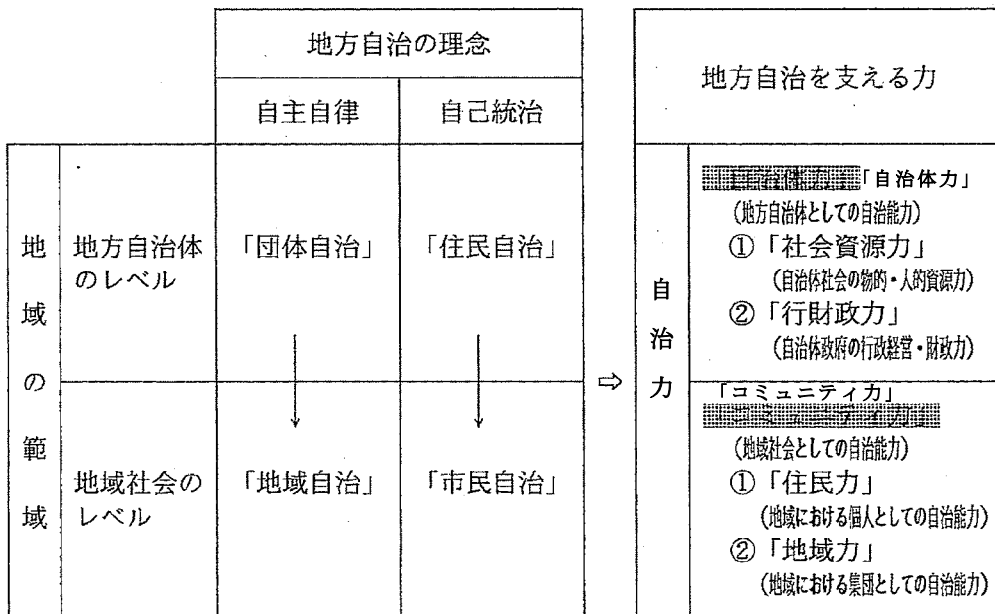 地方自治の理念
自主自律
自己統治
地域の範域
地方自治体
のレベル
「団体自治」
「住民自治」
地域社会の
レベル
「地域自治」
「市民自治」
⇨
地方自治を支える力
自治力
「自治体力」
(地方自治体としての自治能力)
①「社会資源力」
(自治体社会の物的・人的資源力)
②「行財政力」
(自治体政府の行政経営・財政力)
「コミュニティ力」
(地域社会としての自治能力)
①「住民力」
(地域における個人としての自治能力)
②「地域力」
(地域における集団としての自治能力)